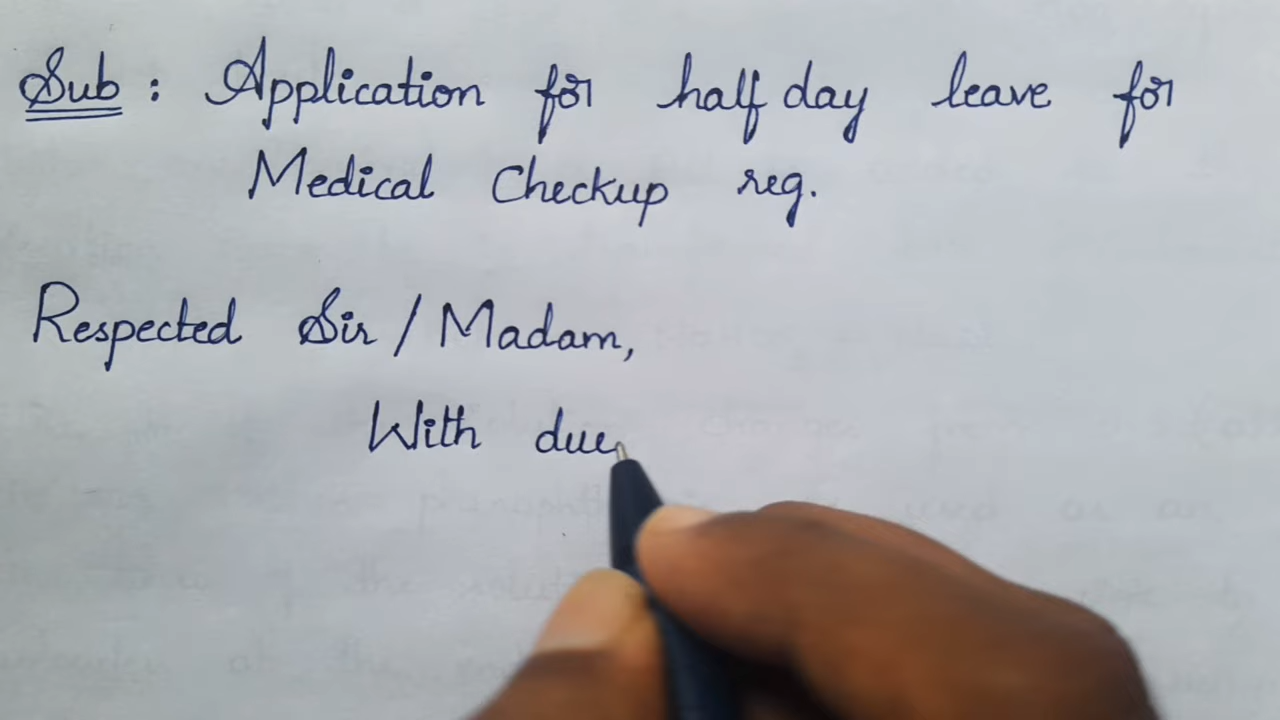 Sub : Application for half day leave for
Medical Checkup reg.
Respected Sir / Madam,
With due